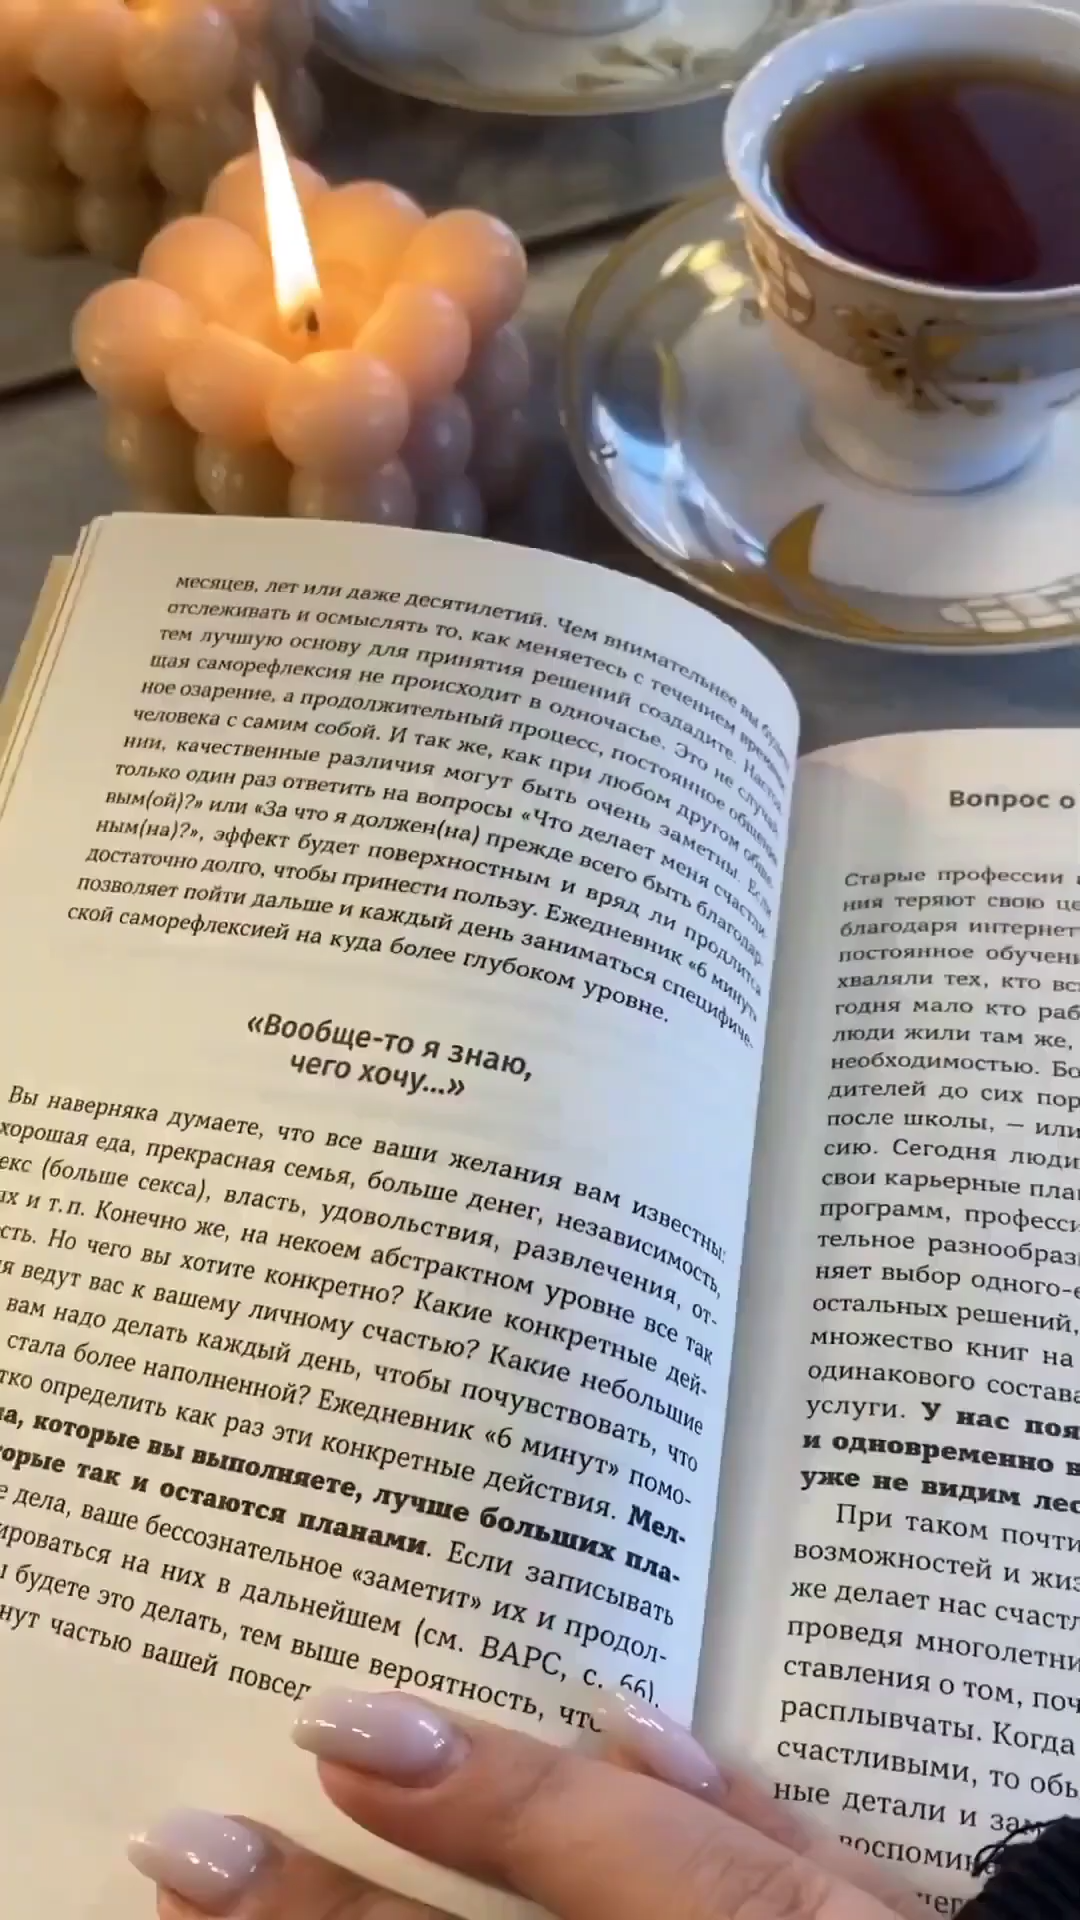 месяцев, лет или даже десятилетий. Чем внимательнее вы будете
отслеживать и осмыслять то, как меняетесь с течением времени,
тем лучшую основу для принятия решений создадите. Настоя-
щая саморефлексия не происходит в одночасье. Это не случай-
ное озарение, а продолжительный процесс, постоянное общение
человека с самим собой. И так же, как при любом другом обще-
нии, качественные различия могут быть очень заметны. Если
только один раз ответить на вопросы «Что делает меня счастли-
вым(ой)?» или «За что я должен(на) прежде всего быть благодар-
ным(на)?», эффект будет поверхностным и вряд ли продлится
достаточно долго, чтобы принести пользу. Ежедневник «6 минут»
позволяет пойти дальше и каждый день заниматься специфиче-
ской саморефлексией на куда более глубоком уровне.
«Вообще-то я знаю,
чего хочу...»
Вы наверняка думаете, что все ваши желания вам известны:
хорошая еда, прекрасная семья, больше денег, независимость,
екс (больше секса), власть, удовольствия, развлечения, от-
ых и т.п. Конечно же, на некоем абстрактном уровне все так
сть. Но чего вы хотите конкретно? Какие конкретные дей-
я ведут вас к вашему личному счастью? Какие небольшие
вам надо делать каждый день, чтобы почувствовать, что
стала более наполненной? Ежедневник «6 минут» помо-
тко определить как раз эти конкретные действия. Мел-
ла, которые вы выполняете, лучше больших пла-
орые так и остаются планами. Если записывать
е дела, ваше бессознательное «заметит» их и продол-
ироваться на них в дальнейшем (см. ВАРС, с. 66).
ы будете это делать, тем выше вероятность, что
нут частью вашей повсед
Вопрос о
Старые профессии
ния теряют свою це
благодаря интернет
постоянное обучени
хваляли тех, кто вс
годня мало кто раб
люди жили там же,
необходимостью. Бо
дителей до сих пор
после школы, — или
сию. Сегодня люди
свои карьерные пла
программ, професси
тельное разнообраз
няет выбор одного-е
остальных решений,
множество книг на
одинакового состава
услуги. У нас поя
и одновременно в
уже не видим лес
При таком почти
возможностей и жиз
же делает нас счастл
проведя многолетни
ставления о том, поч
расплывчаты. Когда
счастливыми, то обы
ные детали и зам
воспомина